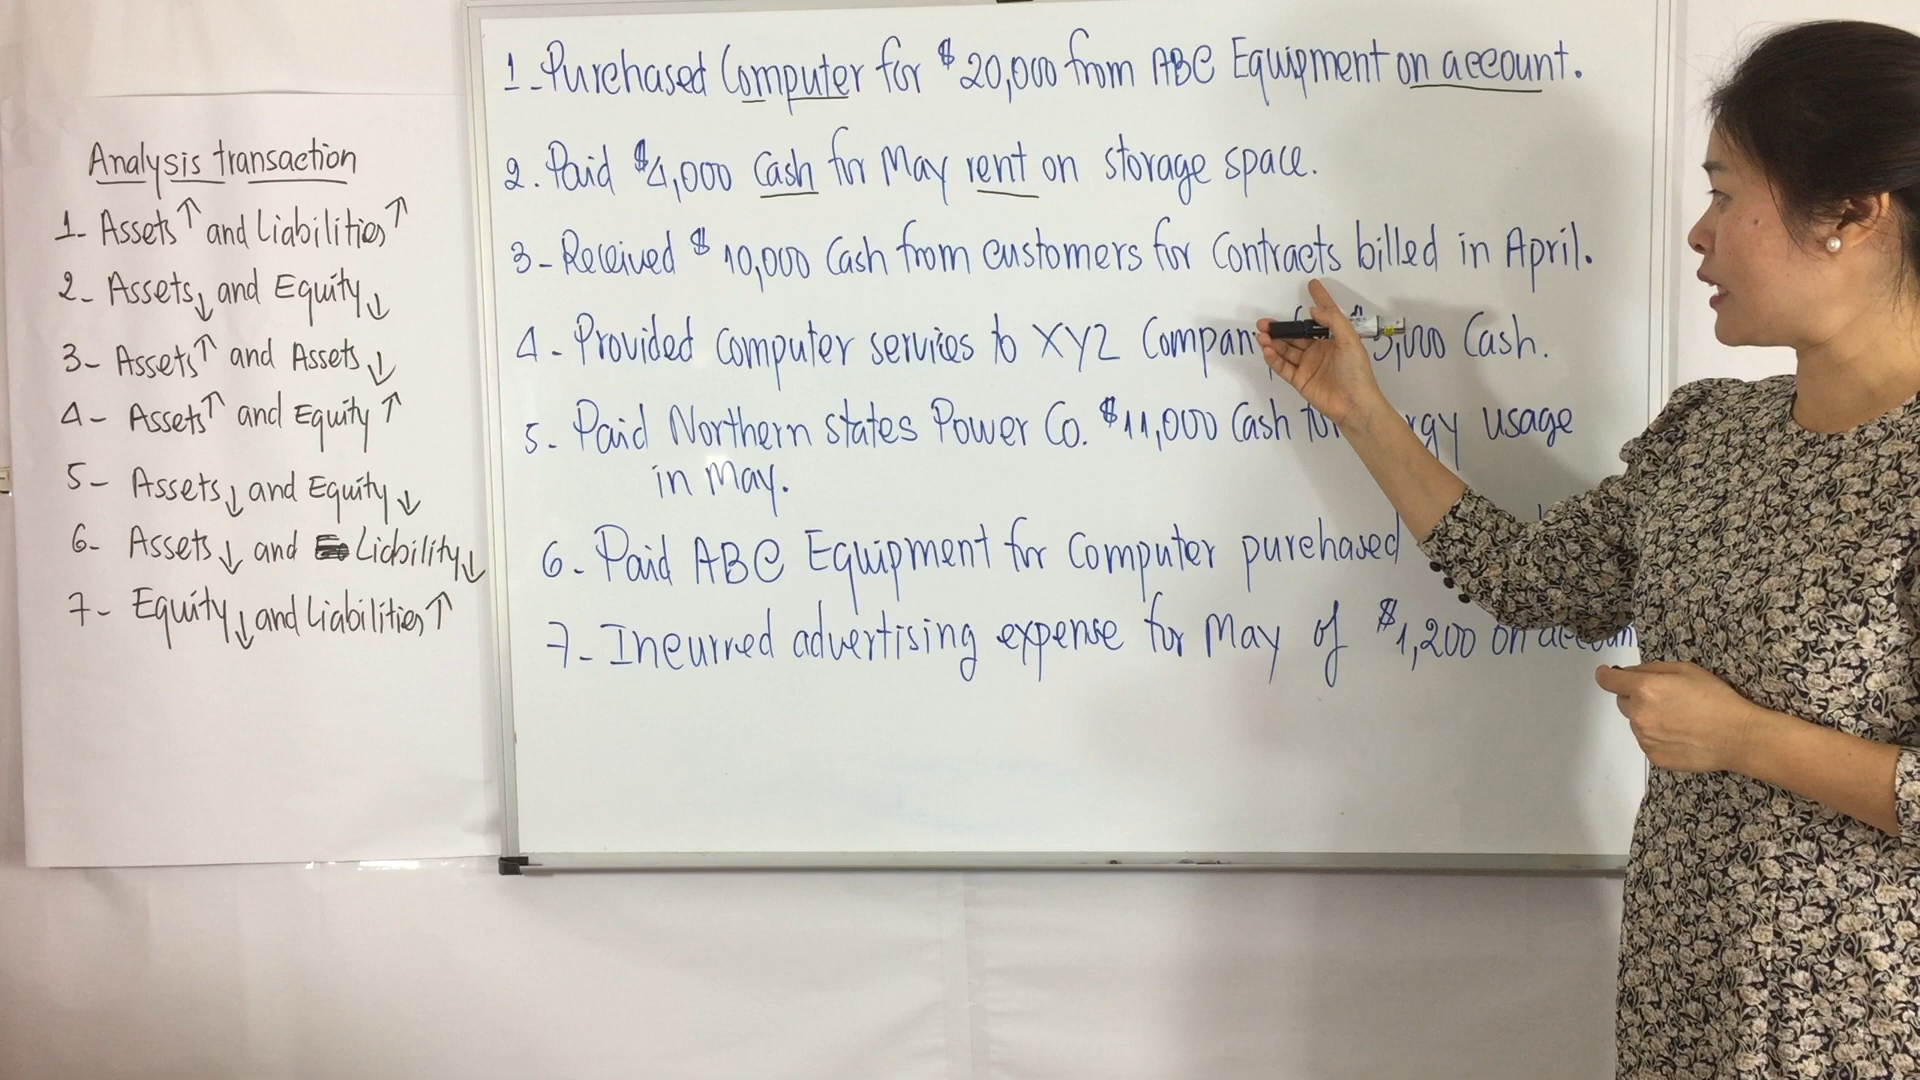 Analysis transaction
1- Assets↑ and Liabilities↑
2- Assets↓ and Equity↓
3- Assets↑ and Assets↓
4- Assets↑ and Equity↑
5- Assets↓ and Equity↓
6- Assets↓ and Liability↓
7- Equity↓ and Liabilities↑
1-Purchased Computer for $20,000 from ABC Equipment on account.
2. Paid $4,000 Cash for May rent on storage space.
3-Received $10,000 Cash from customers for Contracts billed in April.
4-Provided computer services to XYZ Cash.
5-Paid Northern states Power Co. $11,000 Cash usage
in May.
6-Paid ABC Equipment for Computer purchased
7-Incurred advertising expense for May of $1,200 on